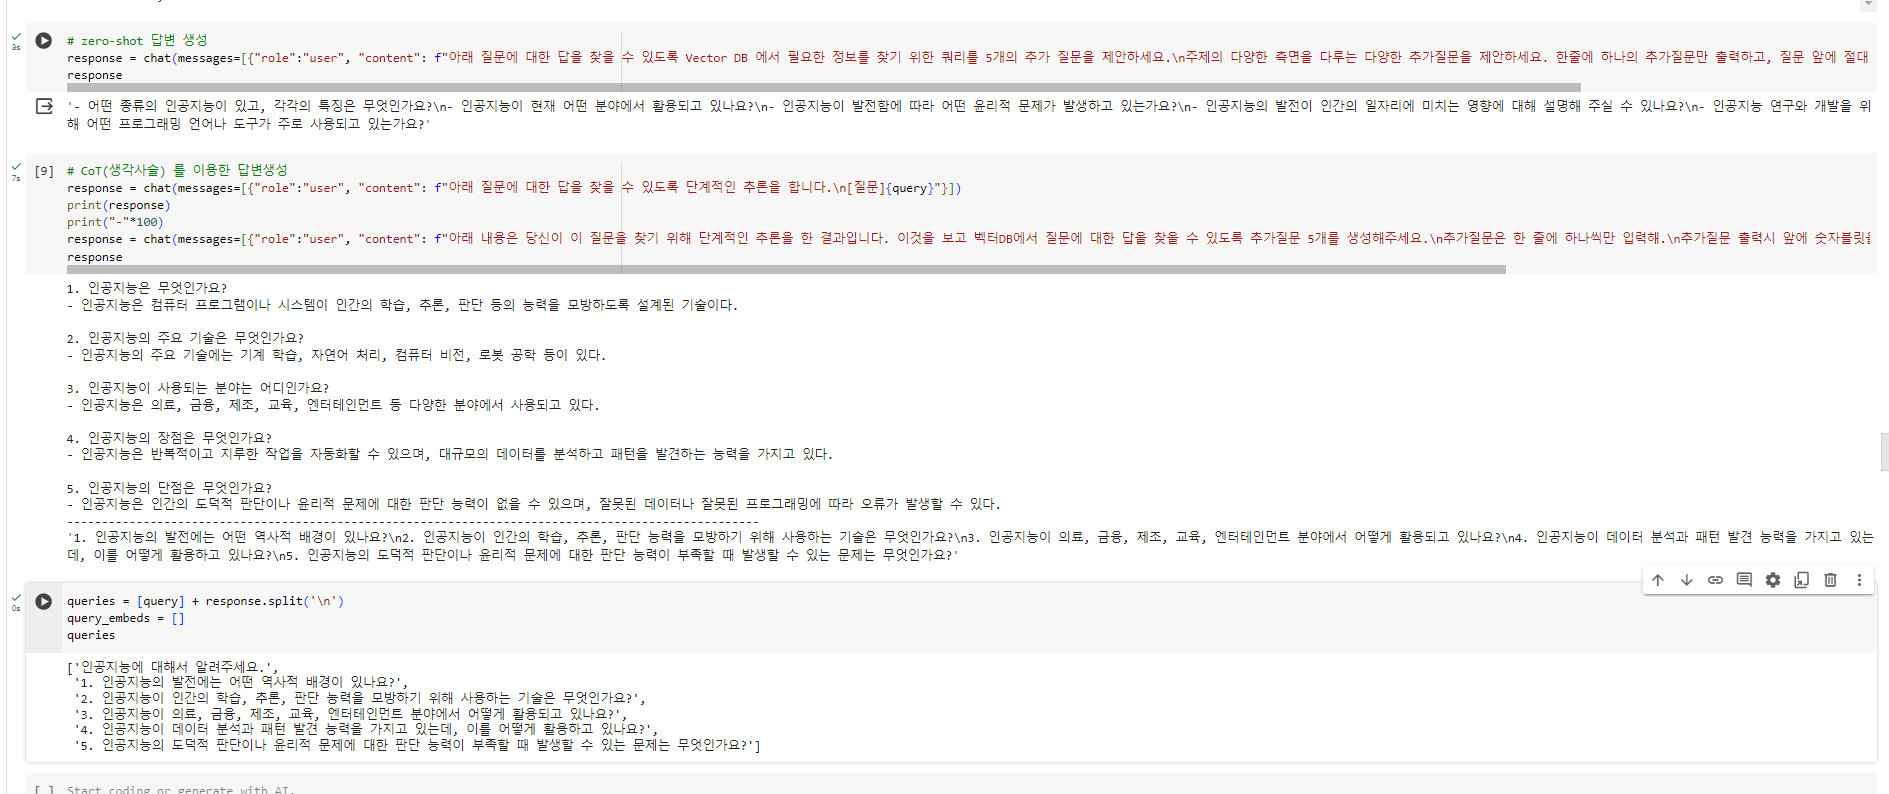 # zero-shot 답변 생성
response = chat(messages=[{"role":"user", "content": f"아래 질문에 대한 답을 찾을 수 있도록 Vector DB 에서 필요한 정보를 찾기 위한 쿼리를 5개의 추가 질문을 제안하세요.\n주제의 다양한 측면을 다루는 다양한 추가질문을 제안하세요. 한줄에 하나의 추가질문만 출력하고, 질문 앞에 절대
response
3s
'- 어떤 종류의 인공지능이 있고, 각각의 특징은 무엇인가요?\n- 인공지능이 현재 어떤 분야에서 활용되고 있나요?\n- 인공지능이 발전함에 따라 어떤 윤리적 문제가 발생하고 있는가요?\n- 인공지능의 발전이 인간의 일자리에 미치는 영향에 대해 설명해 주실 수 있나요?\n- 인공지능 연구와 개발을 위
해 어떤 프로그래밍 언어나 도구가 주로 사용되고 있는가요?'
[9] # CoT(생각사슬) 를 이용한 답변생성
7s
response = chat(messages=[{"role":"user", "content": f"아래 질문에 대한 답을 찾을 수 있도록 단계적인 추론을 합니다.\n[질문]{query}"}])
print(response)
print("-"*100)
response = chat(messages=[{"role":"user", "content": f"아래 내용은 당신이 이 질문을 찾기 위해 단계적인 추론을 한 결과입니다. 이것을 보고 벡터DB에서 질문에 대한 답을 찾을 수 있도록 추가질문 5개를 생성해주세요.\n추가질문은 한 줄에 하나씩만 입력해.\n추가질문 출력시 앞에 숫자블릿을
response
1. 인공지능은 무엇인가요?
- 인공지능은 컴퓨터 프로그램이나 시스템이 인간의 학습, 추론, 판단 등의 능력을 모방하도록 설계된 기술이다.
2. 인공지능의 주요 기술은 무엇인가요?
- 인공지능의 주요 기술에는 기계 학습, 자연어 처리, 컴퓨터 비전, 로봇 공학 등이 있다.
3. 인공지능이 사용되는 분야는 어디인가요?
- 인공지능은 의료, 금융, 제조, 교육, 엔터테인먼트 등 다양한 분야에서 사용되고 있다.
4. 인공지능의 장점은 무엇인가요?
- 인공지능은 반복적이고 지루한 작업을 자동화할 수 있으며, 대규모의 데이터를 분석하고 패턴을 발견하는 능력을 가지고 있다.
5. 인공지능의 단점은 무엇인가요?
- 인공지능은 인간의 도덕적 판단이나 윤리적 문제에 대한 판단 능력이 없을 수 있으며, 잘못된 데이터나 잘못된 프로그래밍에 따라 오류가 발생할 수 있다.
----------------------------------------------------------------------------------------------------
'1. 인공지능의 발전에는 어떤 역사적 배경이 있나요?\n2. 인공지능이 인간의 학습, 추론, 판단 능력을 모방하기 위해 사용하는 기술은 무엇인가요?\n3. 인공지능이 의료, 금융, 제조, 교육, 엔터테인먼트 분야에서 어떻게 활용되고 있나요?\n4. 인공지능이 데이터 분석과 패턴 발견 능력을 가지고 있는
데, 이를 어떻게 활용하고 있나요?\n5. 인공지능의 도덕적 판단이나 윤리적 문제에 대한 판단 능력이 부족할 때 발생할 수 있는 문제는 무엇인가요?'
queries = [query] + response.split('\n')
0s
query_embeds = []
queries
['인공지능에 대해서 알려주세요.',
'1. 인공지능의 발전에는 어떤 역사적 배경이 있나요?',
'2. 인공지능이 인간의 학습, 추론, 판단 능력을 모방하기 위해 사용하는 기술은 무엇인가요?',
'3. 인공지능이 의료, 금융, 제조, 교육, 엔터테인먼트 분야에서 어떻게 활용되고 있나요?',
'4. 인공지능이 데이터 분석과 패턴 발견 능력을 가지고 있는데, 이를 어떻게 활용하고 있나요?',
'5. 인공지능의 도덕적 판단이나 윤리적 문제에 대한 판단 능력이 부족할 때 발생할 수 있는 문제는 무엇인가요?']
[ ] Start coding or generate with AI.